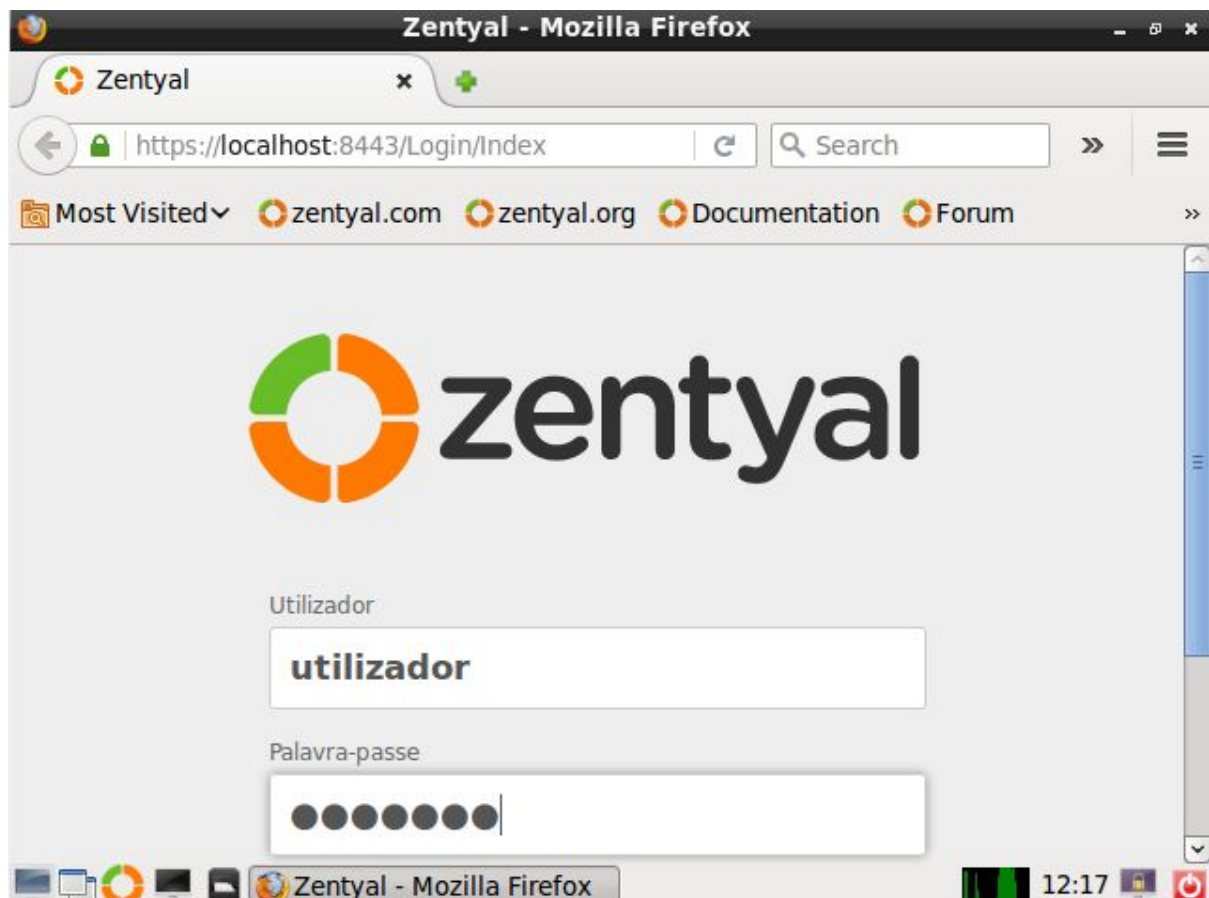 Zentyal - Mozilla Firefox
Zentyal
https://localhost:8443/Login/Index
Search
Most Visited
zentyal.com
zentyal.org
Documentation
Forum
zentyal
Utilizador
utilizador
Palavra-passe
Zentyal - Mozilla Firefox
12:17